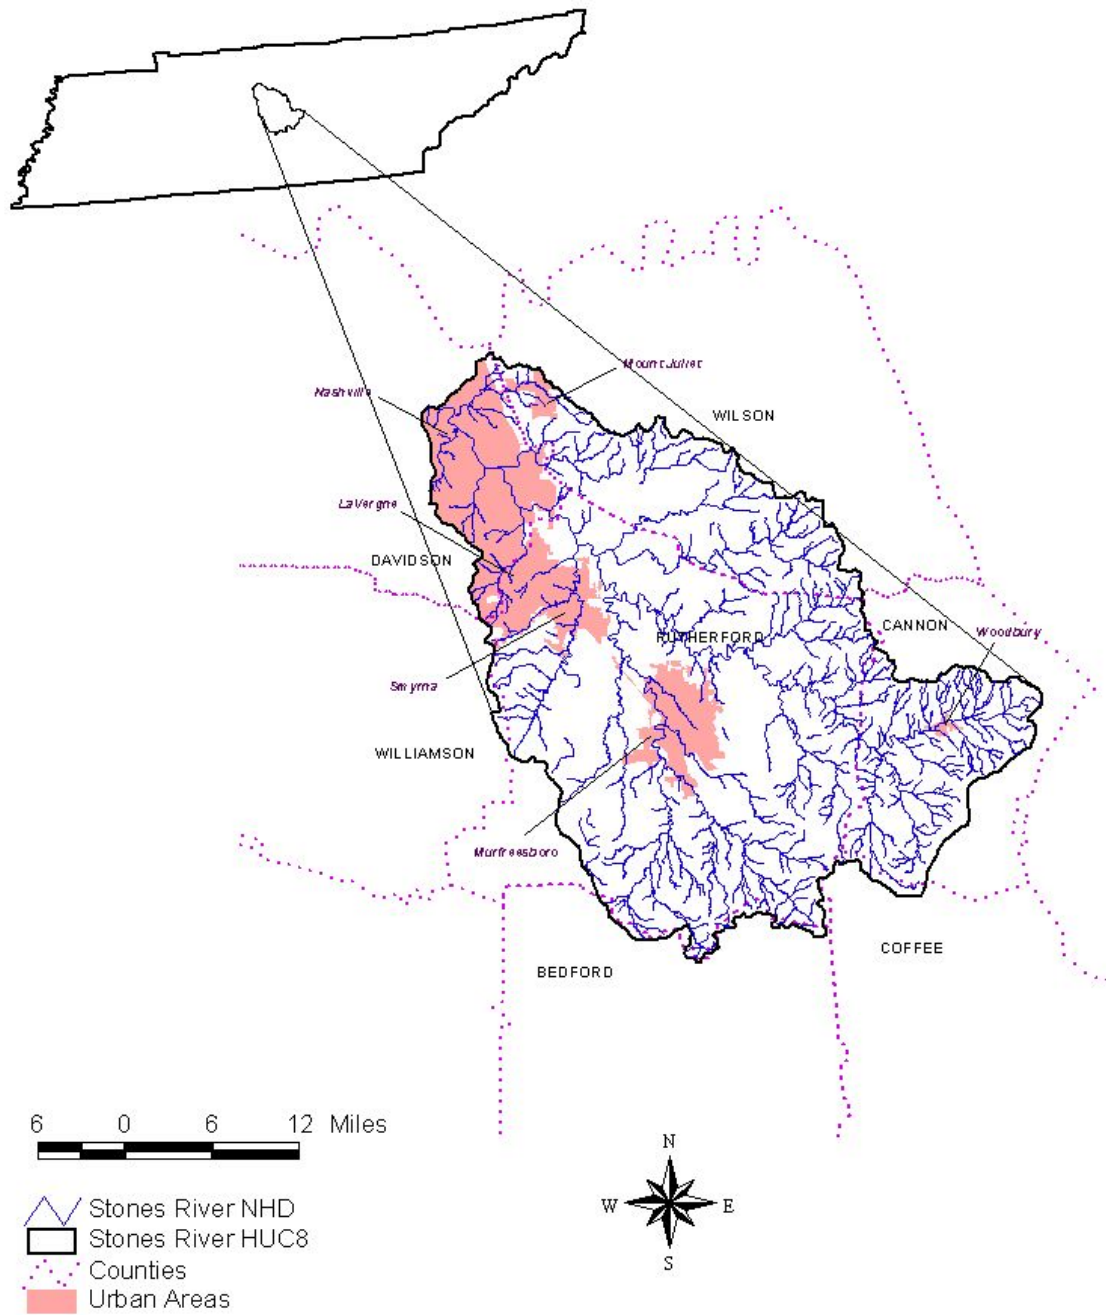 Mount Juliet
Nashville
WILSON
LaVergne
DAVIDSON
CANNON
Woodbury
RUTHERFORD
Smyrna
WILLIAMSON
Murfreesboro
COFFEE
BEDFORD
6 0 6 12 Miles
N
W E
S
Stones River NHD
Stones River HUC8
Counties
Urban Areas